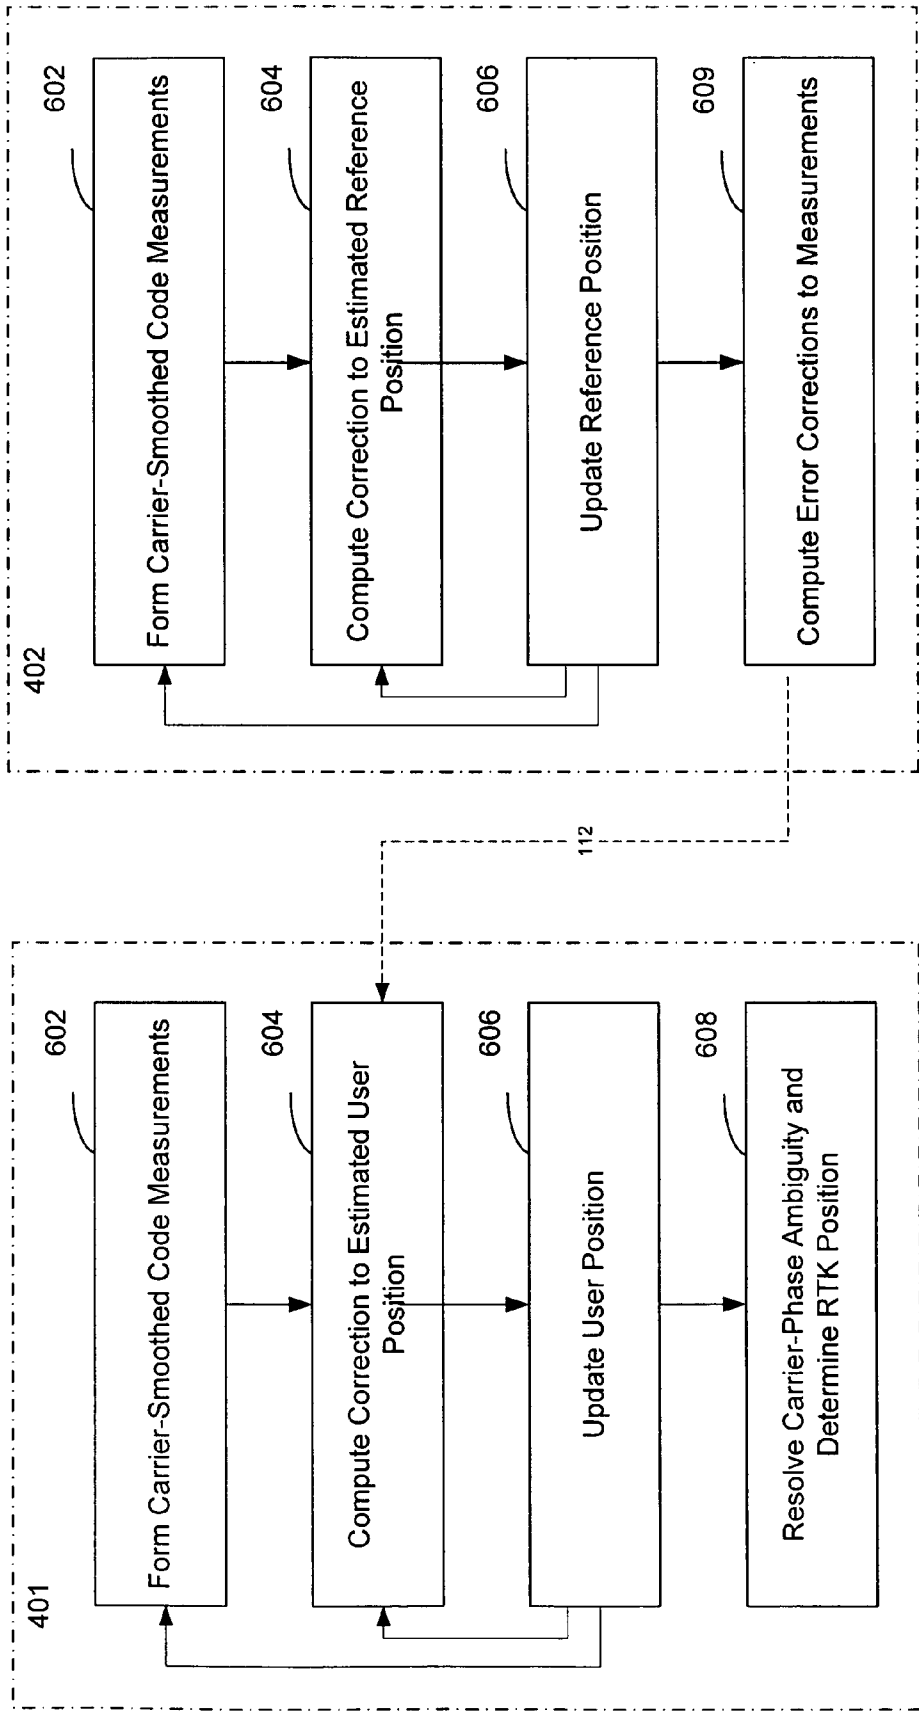 401
602
Form Carrier-Smoothed Code Measurements
604
Compute Correction to Estimated User
Position
606
Update User Position
608
Resolve Carrier-Phase Ambiguity and
Determine RTK Position
112
402
602
Form Carrier-Smoothed Code Measurements
604
Compute Correction to Estimated Reference
Position
606
Update Reference Position
609
Compute Error Corrections to Measurements